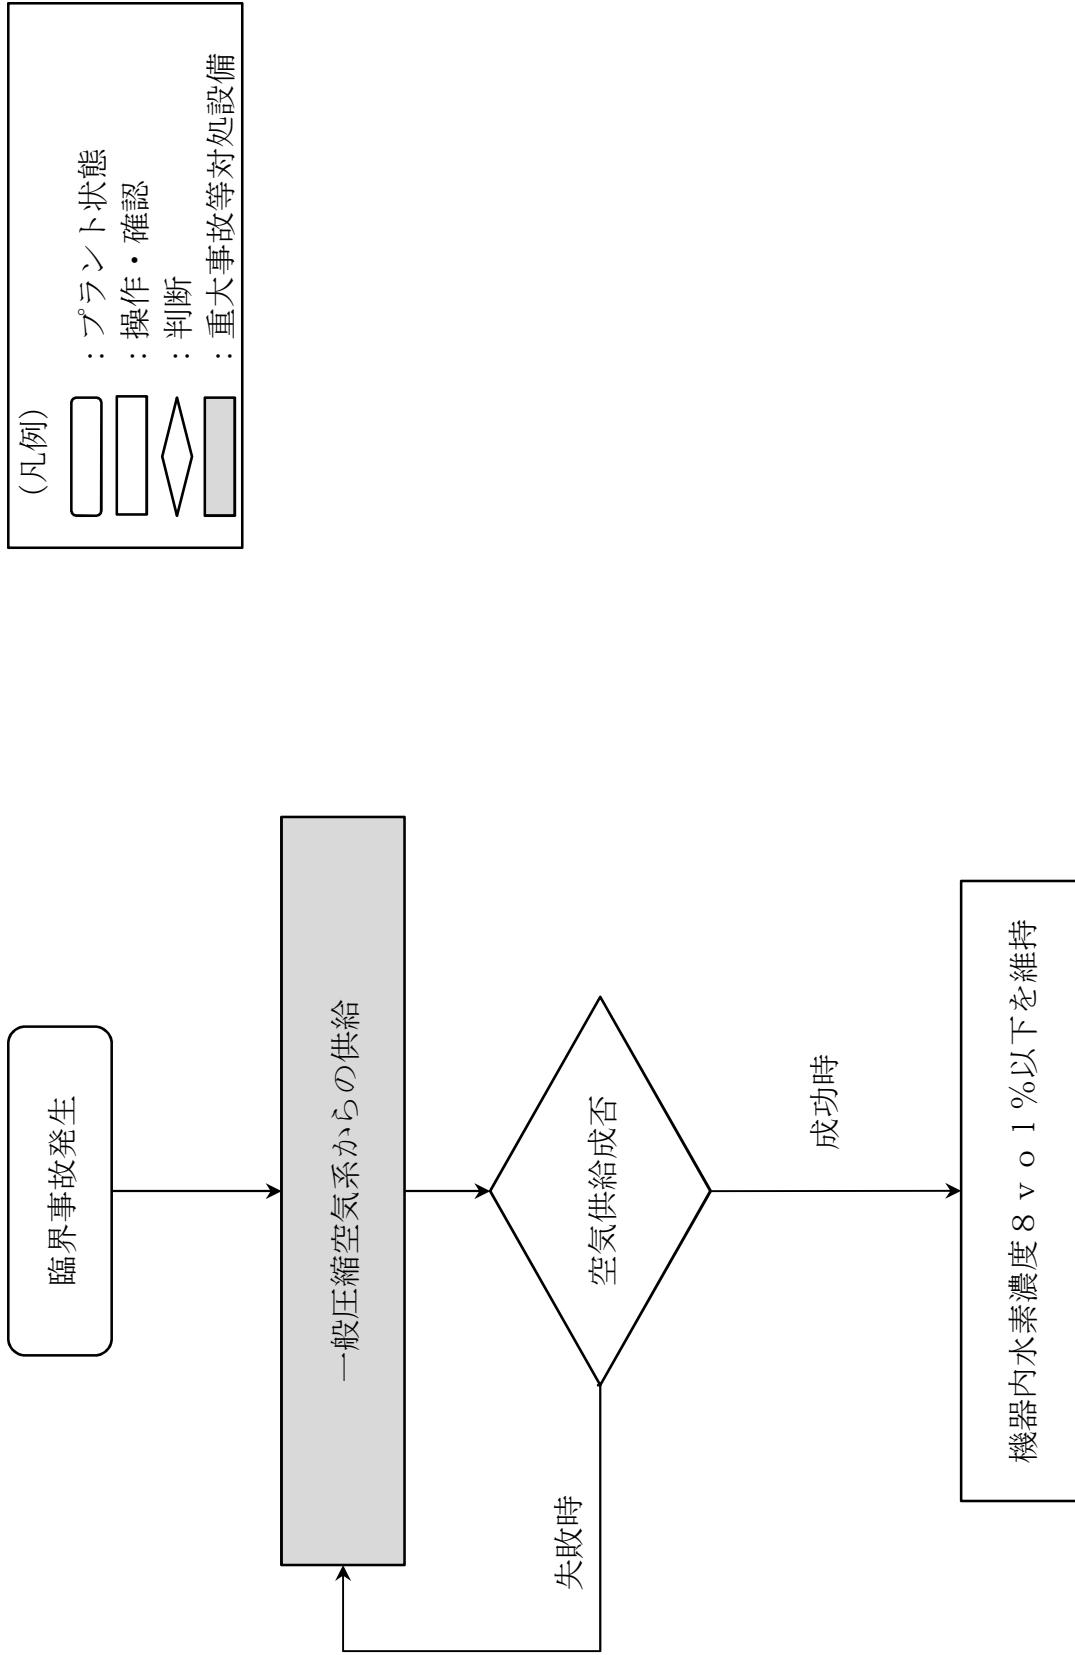 (凡例)
：プラント状態
：操作・確認
：判断
：重大事故等対処設備
臨界事故発生
一般圧縮空気系からの供給
空気供給成否
失敗時
成功時
機器内水素濃度８ｖｏｌ％以下を維持